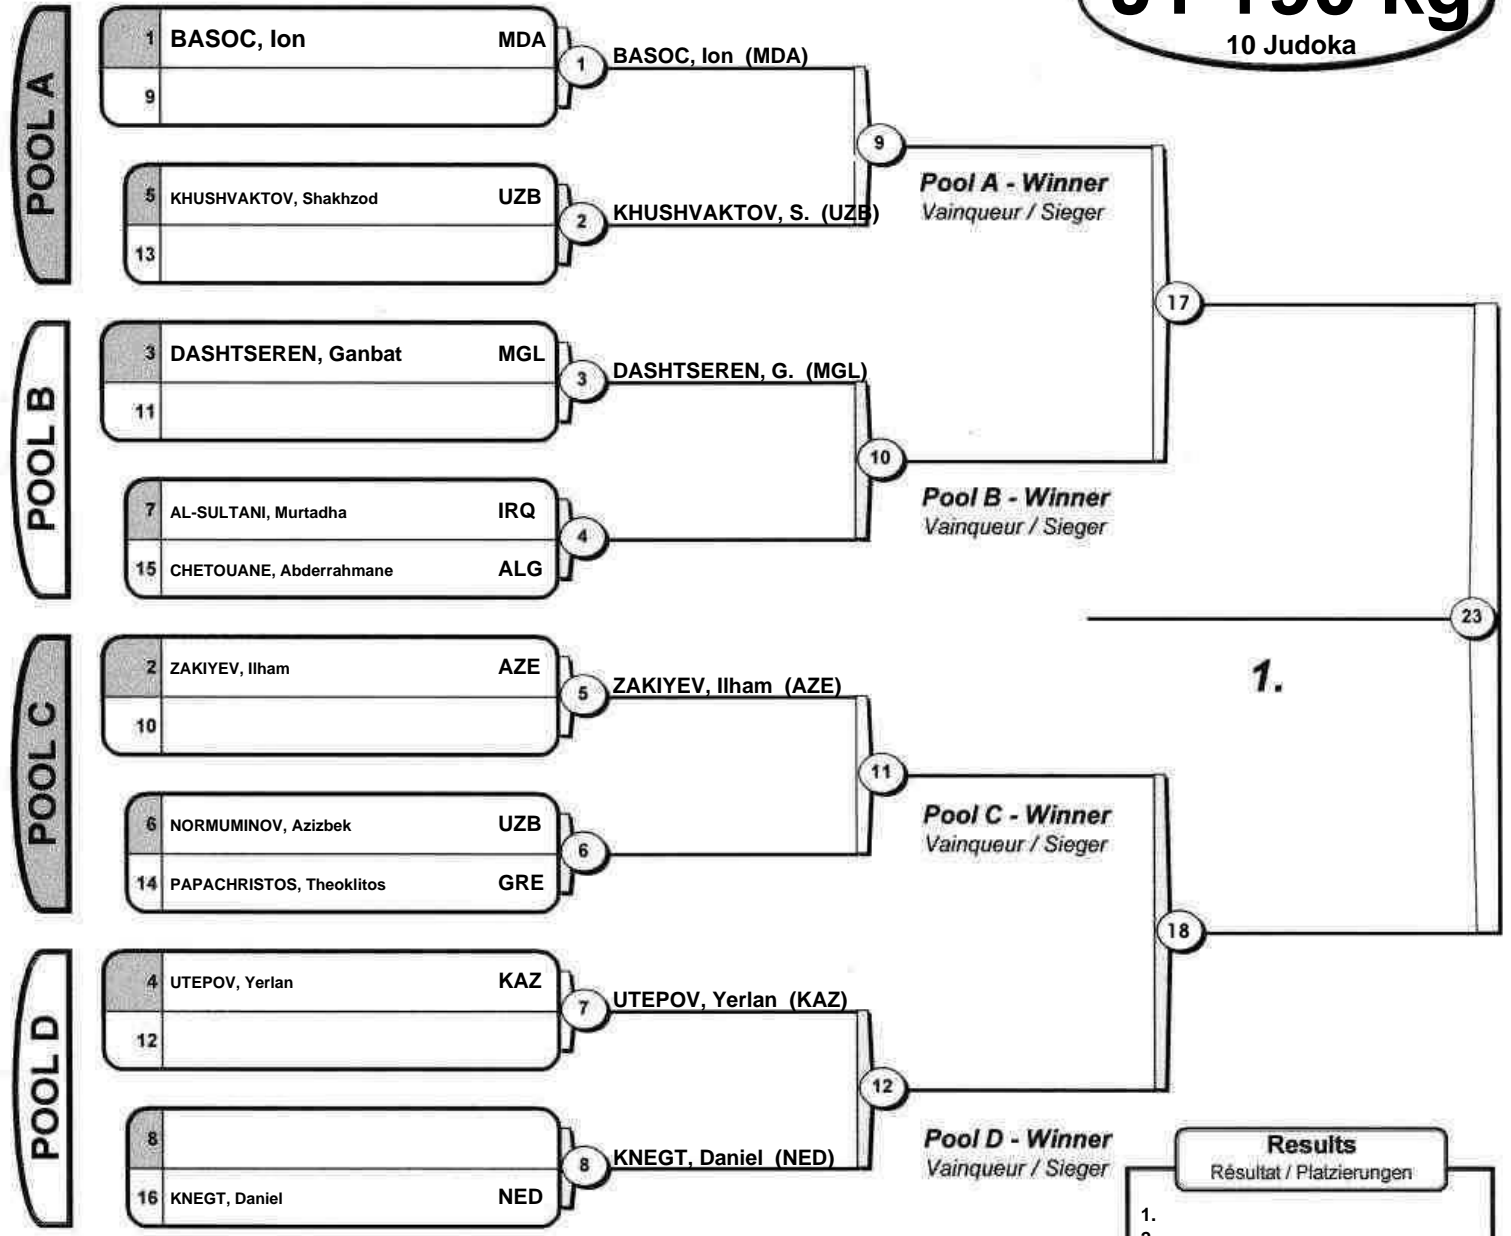 10 Judoka
POOL A
1 BASOC, Ion MDA
9
1
BASOC, Ion (MDA)
5 KHUSHVAKTOV, Shakhzod UZB
13
2
KHUSHVAKTOV, S. (UZB)
9
Pool A - Winner
Vainqueur / Sieger
17
POOL B
3 DASHTSEREN, Ganbat MGL
11
3
DASHTSEREN, G. (MGL)
7 AL-SULTANI, Murtadha IRQ
15 CHETOUANE, Abderrahmane ALG
4
10
Pool B - Winner
Vainqueur / Sieger
23
1.
POOL C
2 ZAKIYEV, Ilham AZE
10
5
ZAKIYEV, Ilham (AZE)
6 NORMUMINOV, Azizbek UZB
14 PAPACHRISTOS, Theoklitos GRE
6
11
Pool C - Winner
Vainqueur / Sieger
18
POOL D
4 UTEPOV, Yerlan KAZ
12
7
UTEPOV, Yerlan (KAZ)
8
16 KNEGT, Daniel NED
8
KNEGT, Daniel (NED)
12
Pool D - Winner
Vainqueur / Sieger
Results
Résultat / Platzierungen
1.